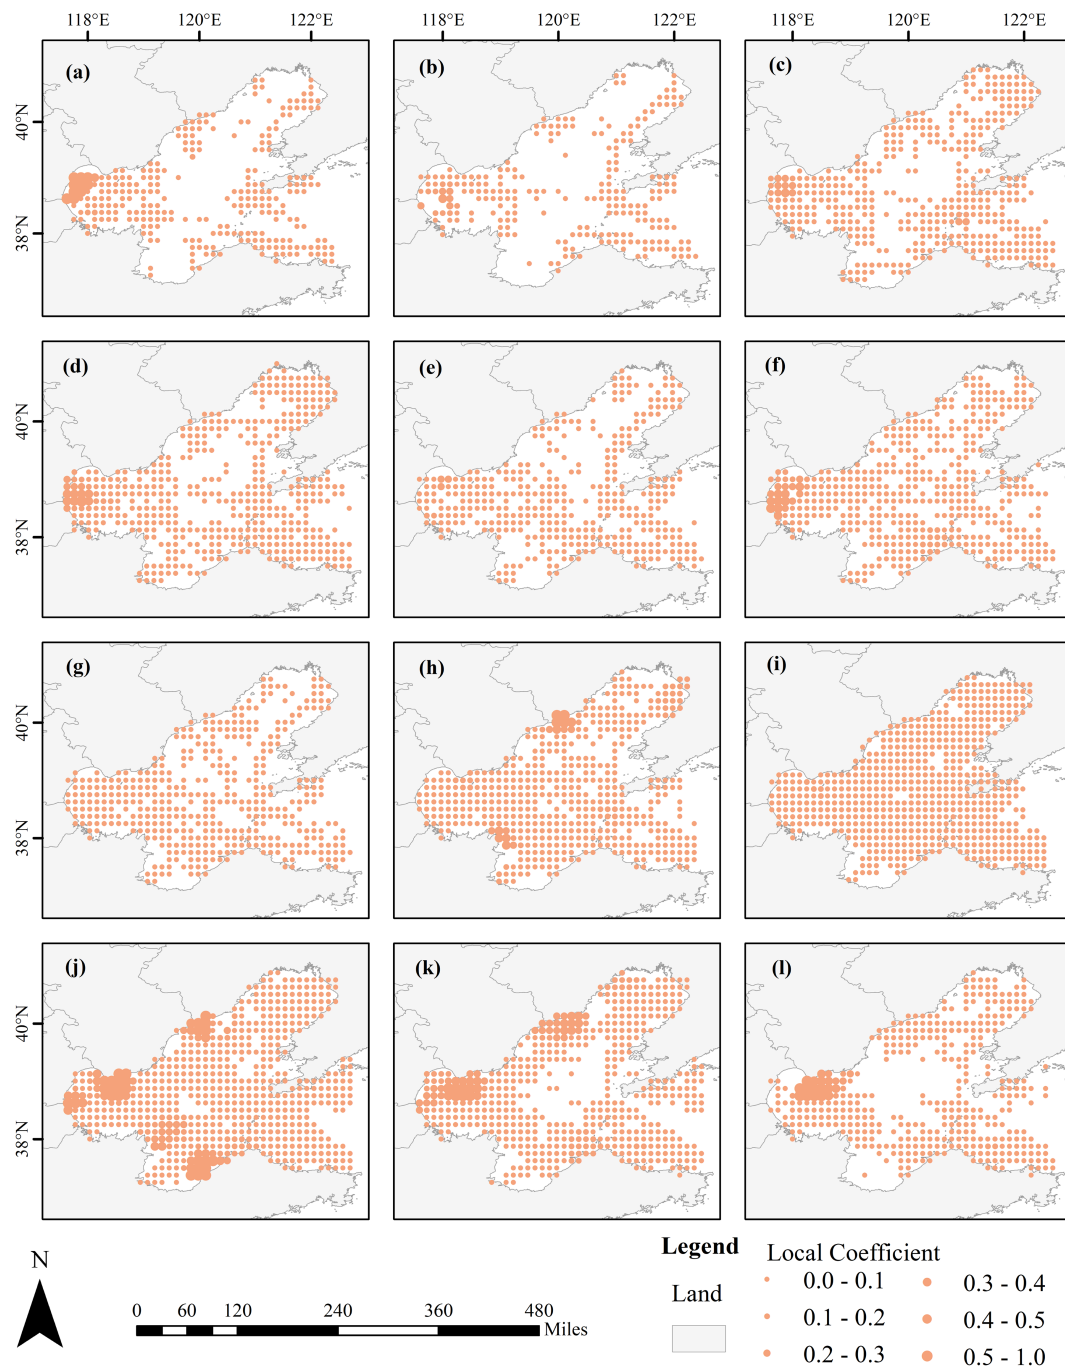 118°E 120°E 122°E 118°E 120°E 122°E 118°E 120°E 122°E
(a) (b) (c)
40°N
38°N
(d) (e) (f)
40°N
38°N
(g) (h) (i)
40°N
38°N
(j) (k) (l)
40°N
38°N
N
0 60 120 240 360 480
Miles
Legend
Land
Local Coefficient
0.0 - 0.1 0.3 - 0.4
0.1 - 0.2 0.4 - 0.5
0.2 - 0.3 0.5 - 1.0